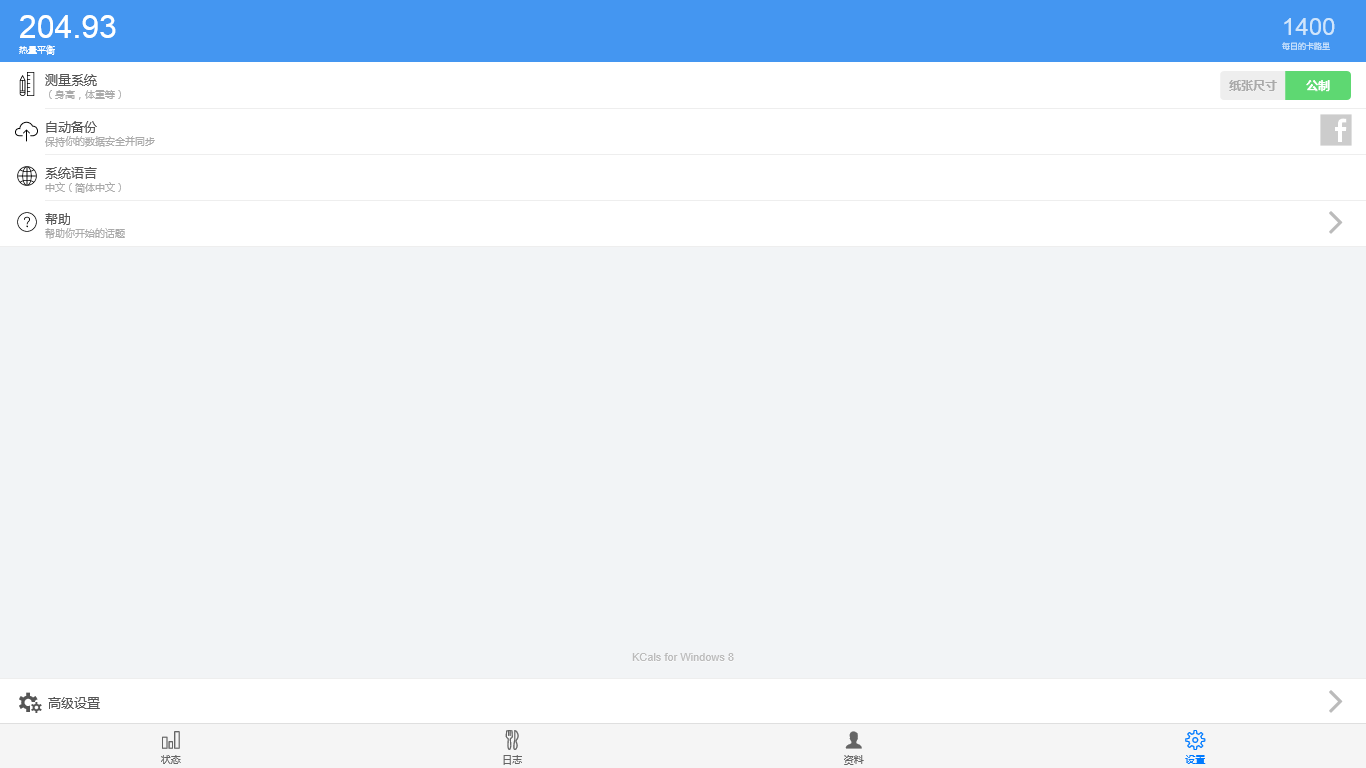 204.93
热量平衡
1400
每日的卡路里
测量系统
（身高，体重等）
纸张尺寸
公制
自动备份
保持你的数据安全并同步
系统语言
中文（简体中文）
帮助
帮助你开始的话题
KCals for Windows 8
高级设置
状态
日志
资料
设置